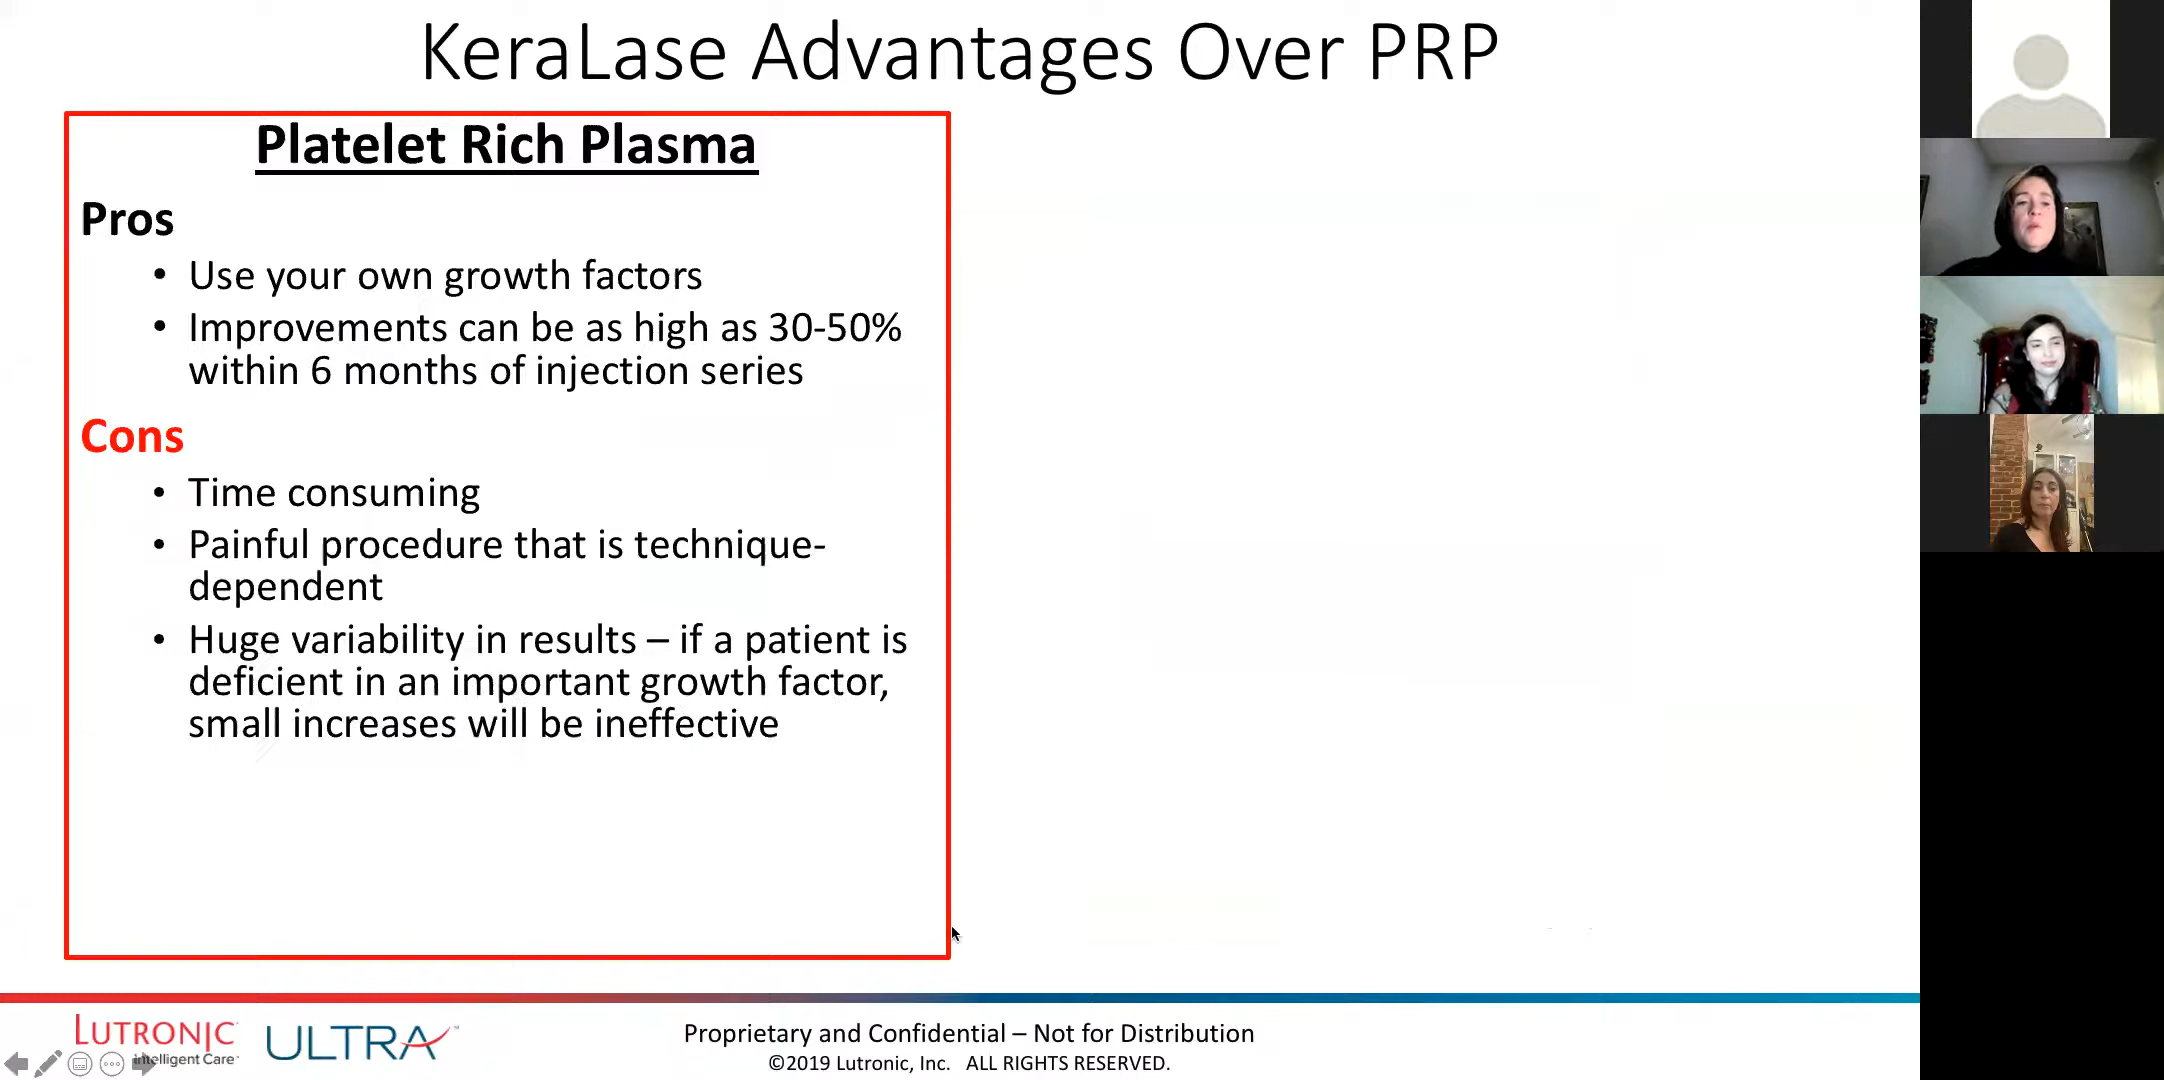 KeraLase Advantages Over PRP
Platelet Rich Plasma
Pros
• Use your own growth factors
• Improvements can be as high as 30-50%
within 6 months of injection series
Cons
• Time consuming
• Painful procedure that is technique-
dependent
• Huge variability in results – if a patient is
deficient in an important growth factor,
small increases will be ineffective
LUTRONIC
Intelligent Care
ULTRA™
Proprietary and Confidential – Not for Distribution
©2019 Lutronic, Inc. ALL RIGHTS RESERVED.